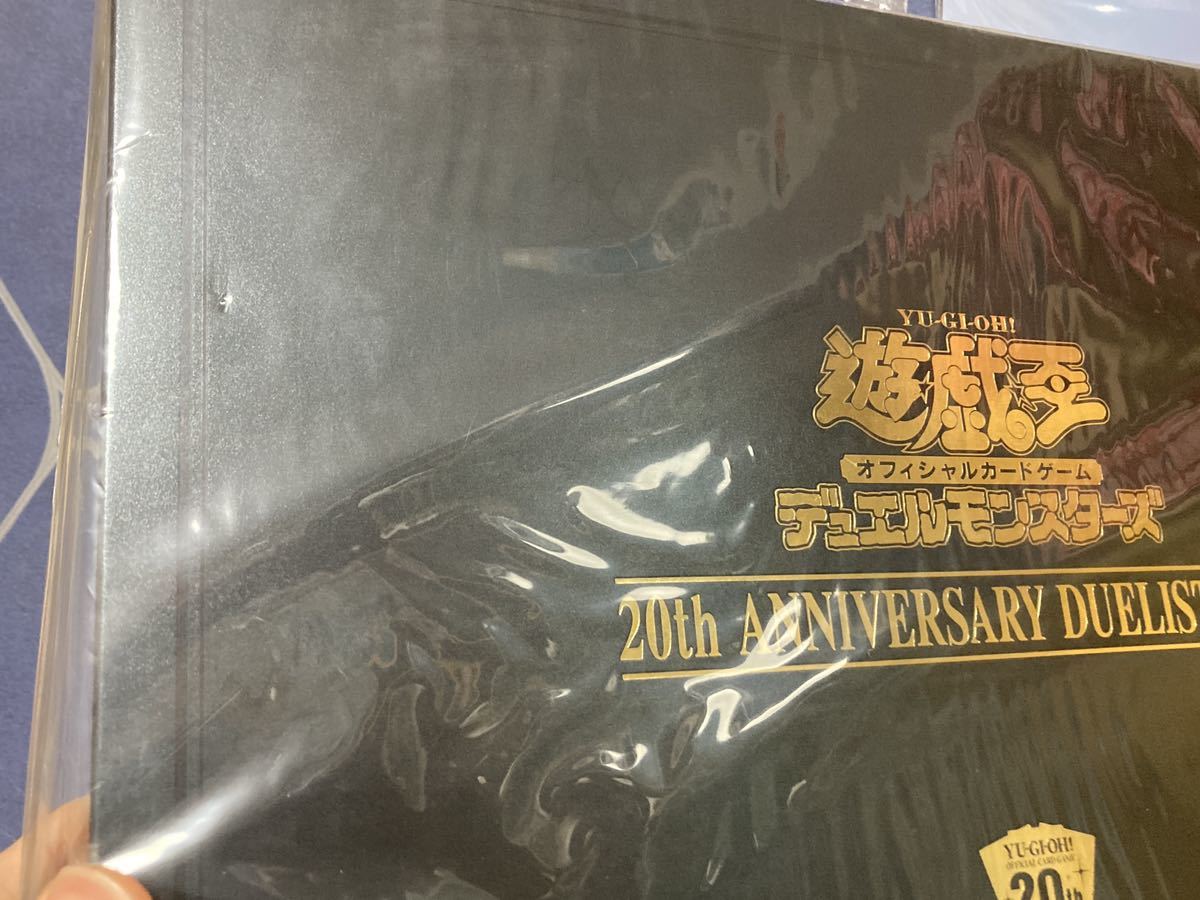 YU-GI-OH!
遊戯王
オフィシャルカードゲーム
デュエルモンスターズ
20th ANNIVERSARY DUELIST
YU-GI-OH!
OFFICIAL CARD GAME
20th